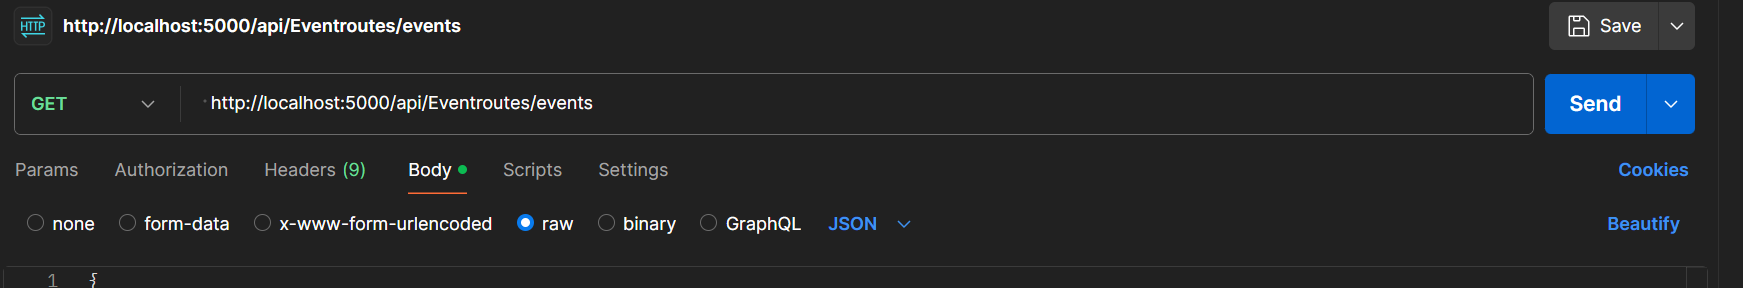 HTTP http://localhost:5000/api/Eventroutes/events Save
GET http://localhost:5000/api/Eventroutes/events Send
Params Authorization Headers (9) Body Scripts Settings Cookies
none form-data x-www-form-urlencoded raw binary GraphQL JSON Beautify
1 {